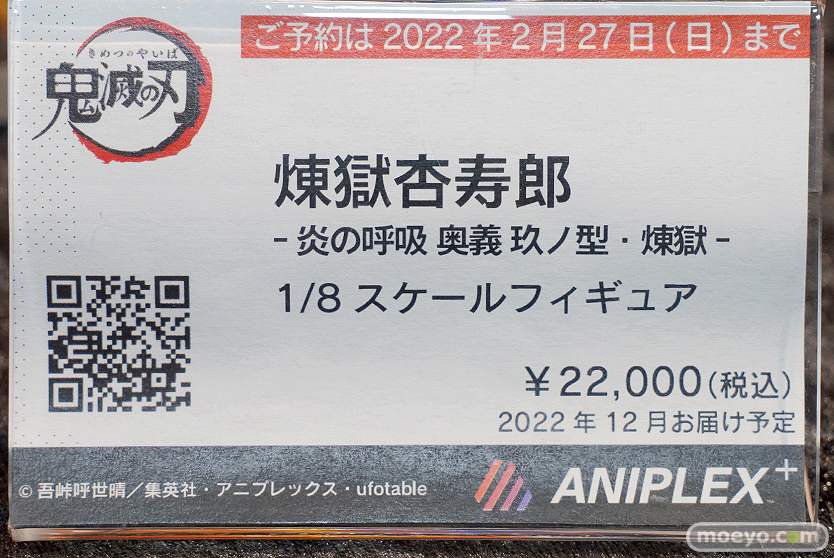 ご予約は2022年2月27日(日)まで
きめつのやいば
鬼滅の刃
煉獄杏寿郎
-炎の呼吸 奥義 玖ノ型・煉獄-
1/8スケールフィギュア
¥22,000(税込)
2022年12月お届け予定
©吾峠呼世晴/集英社・アニプレックス・ufotable
ANIPLEX+
moeyo.com